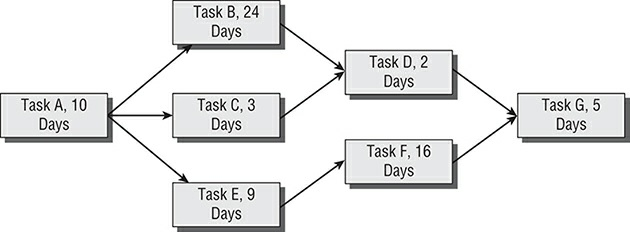 Task B, 24
Days
Task D, 2
Days
Task A, 10
Days
Task C, 3
Days
Task G, 5
Days
Task F, 16
Days
Task E, 9
Days